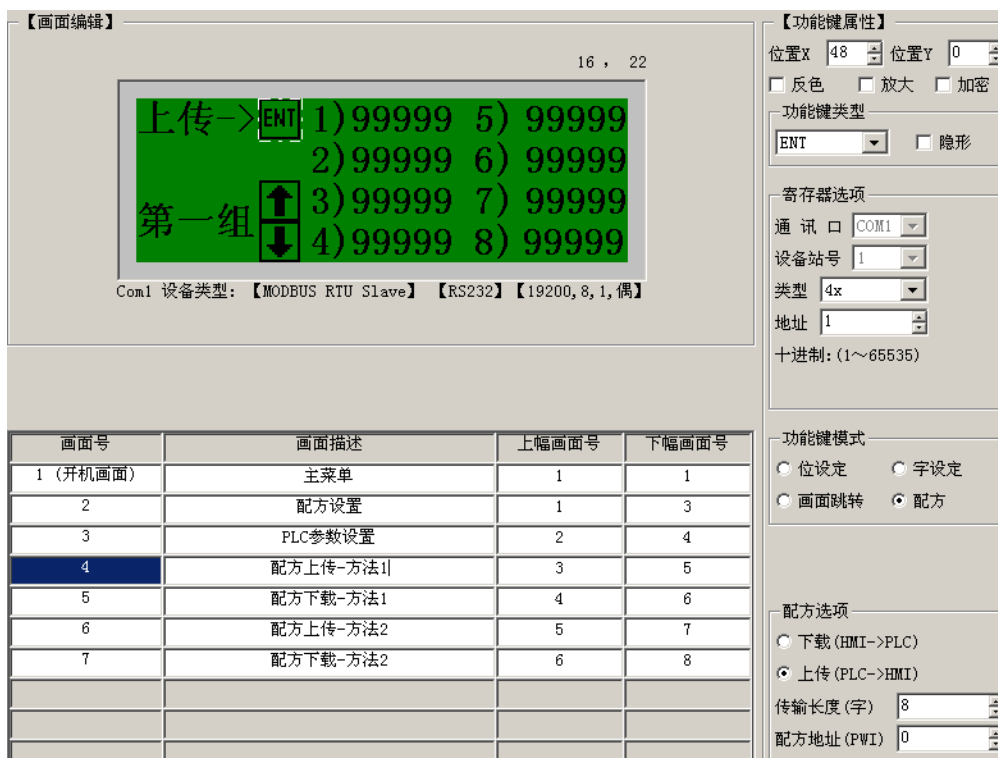 【画面编辑】
16 , 22
上传->ENT 1)99999 5) 99999
2)99999 6) 99999
第一组 3)99999 7) 99999
4)99999 8) 99999
Com1 设备类型: 【MODBUS RTU Slave】 【RS232】【19200,8,1,偶】
画面号 画面描述 上幅画面号 下幅画面号
1 (开机画面) 主菜单 1 1
2 配方设置 1 3
3 PLC参数设置 2 4
4 配方上传-方法1 3 5
5 配方下载-方法1 4 6
6 配方上传-方法2 5 7
7 配方下载-方法2 6 8
【功能键属性】
位置X 48 位置Y 0
反色 放大 加密
功能键类型
ENT 隐形
寄存器选项
通 讯 口 COM1
设备站号 1
类型 4x
地址 1
十进制:(1～65535)
功能键模式
位设定 字设定
画面跳转 配方
配方选项
下载(HMI->PLC)
上传(PLC->HMI)
传输长度(字) 8
配方地址(PWI) 0